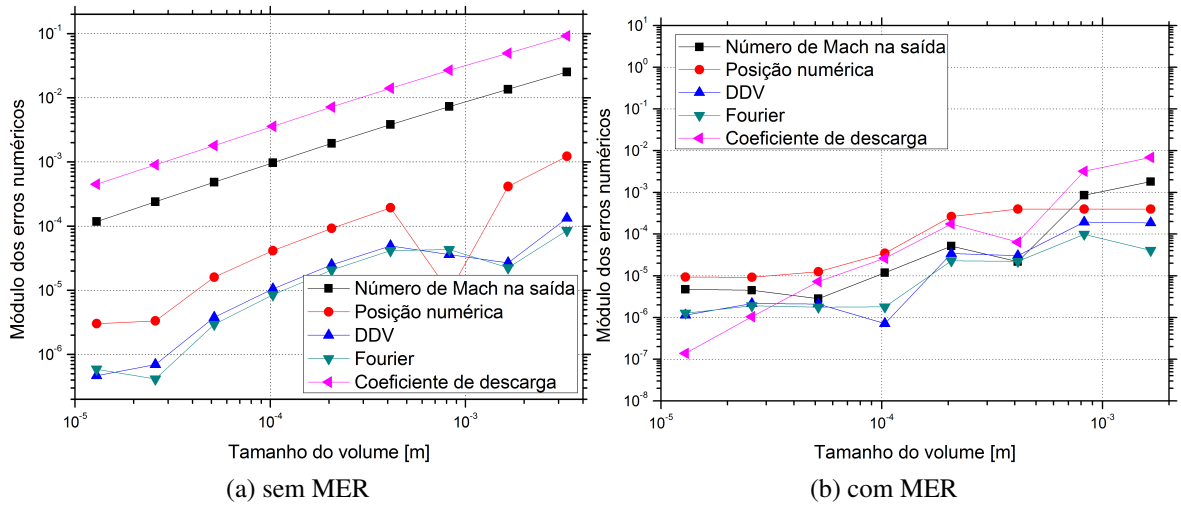 Módulo dos erros numéricos
10⁻¹
10⁻²
10⁻³
10⁻⁴
10⁻⁵
10⁻⁶
Número de Mach na saída
Posição numérica
DDV
Fourier
Coeficiente de descarga
10⁻⁵
10⁻⁴
10⁻³
Tamanho do volume [m]
(a) sem MER
Módulo dos erros numéricos
10¹
10⁰
10⁻¹
10⁻²
10⁻³
10⁻⁴
10⁻⁵
10⁻⁶
10⁻⁷
10⁻⁸
Número de Mach na saída
Posição numérica
DDV
Fourier
Coeficiente de descarga
10⁻⁵
10⁻⁴
10⁻³
Tamanho do volume [m]
(b) com MER